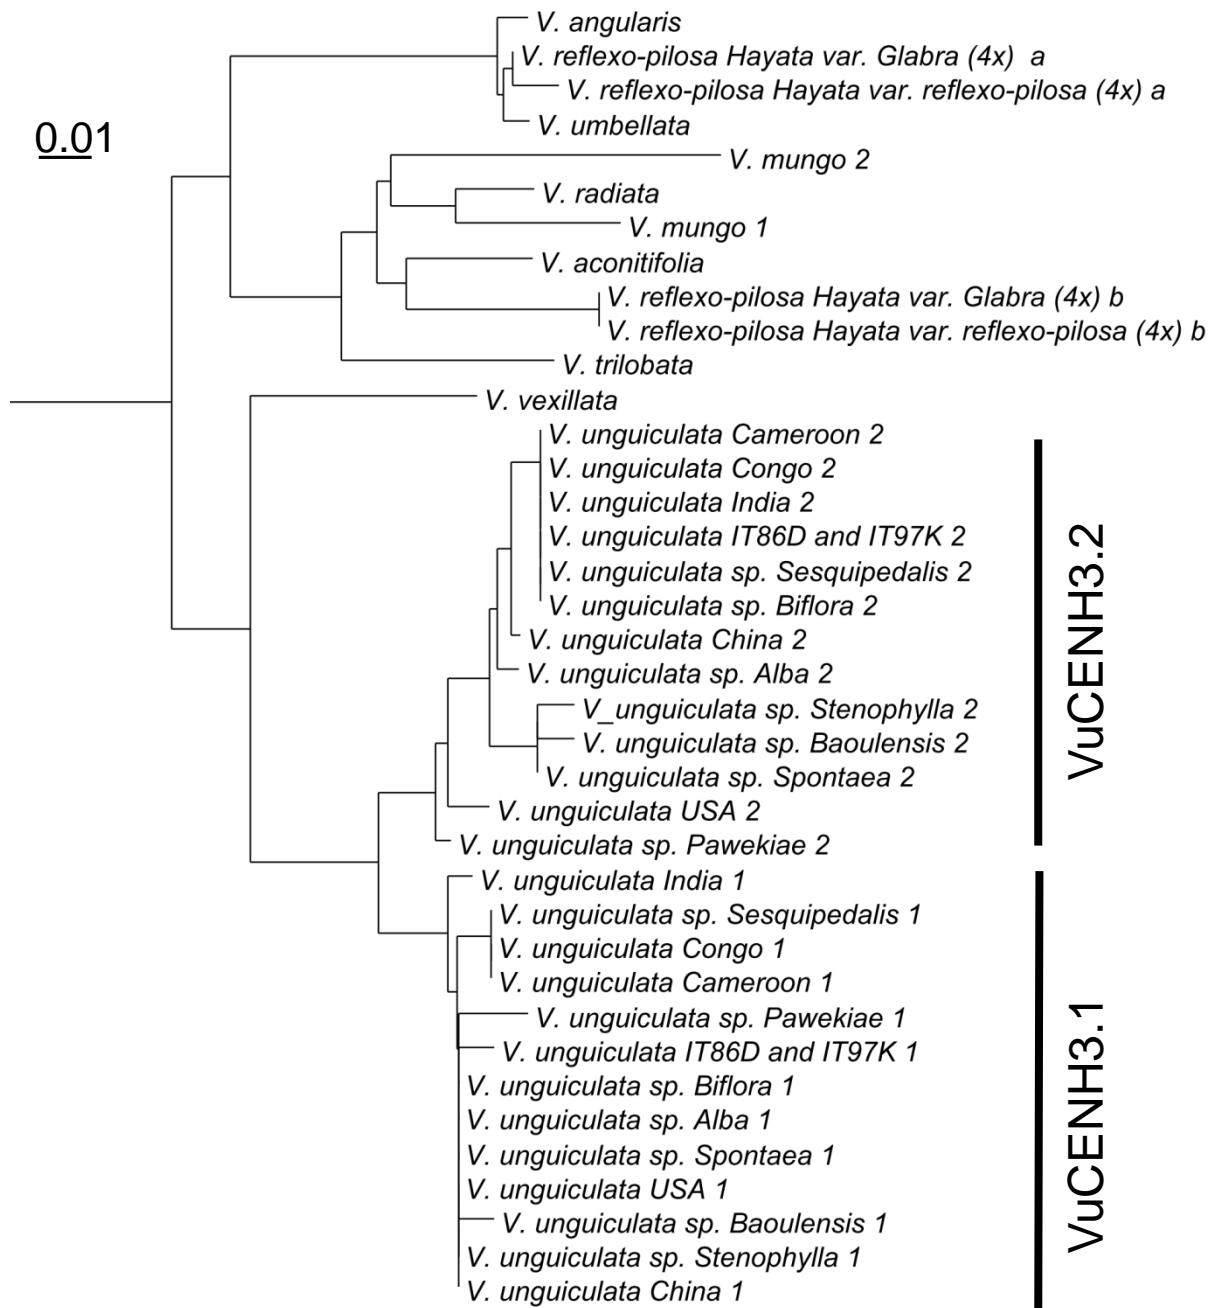 V. angularis
V. reflexo-pilosa Hayata var. Glabra (4x) a
V. reflexo-pilosa Hayata var. reflexo-pilosa (4x) a
V. umbellata
0.01
V. mungo 2
V. radiata
V. mungo 1
V. aconitifolia
V. reflexo-pilosa Hayata var. Glabra (4x) b
V. reflexo-pilosa Hayata var. reflexo-pilosa (4x) b
V. trilobata
V. vexillata
V. unguiculata Cameroon 2
V. unguiculata Congo 2
V. unguiculata India 2
V. unguiculata IT86D and IT97K 2
V. unguiculata sp. Sesquipedalis 2
V. unguiculata sp. Biflora 2
V. unguiculata China 2
V. unguiculata sp. Alba 2
V_unguiculata sp. Stenophylla 2
V. unguiculata sp. Baoulensis 2
V. unguiculata sp. Spontaea 2
V. unguiculata USA 2
V. unguiculata sp. Pawekiae 2
VuCENH3.2
V. unguiculata India 1
V. unguiculata sp. Sesquipedalis 1
V. unguiculata Congo 1
V. unguiculata Cameroon 1
V. unguiculata sp. Pawekiae 1
V. unguiculata IT86D and IT97K 1
V. unguiculata sp. Biflora 1
V. unguiculata sp. Alba 1
V. unguiculata sp. Spontaea 1
V. unguiculata USA 1
V. unguiculata sp. Baoulensis 1
V. unguiculata sp. Stenophylla 1
V. unguiculata China 1
VuCENH3.1